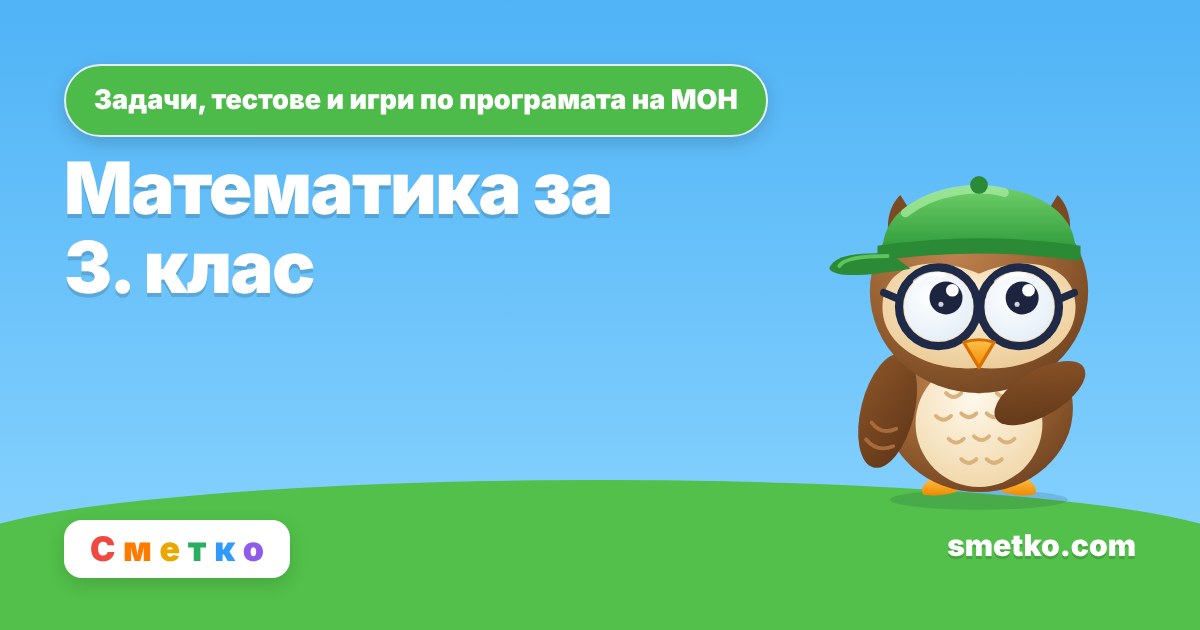 Задачи, тестове и игри по програмата на МОН
Математика за
3. клас
Сметко
smetko.com